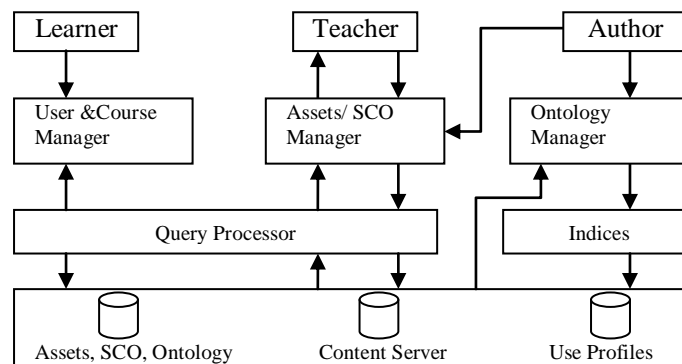 Learner
Teacher
Author
User &Course
Manager
Assets/ SCO
Manager
Ontology
Manager
Query Processor
Indices
Assets, SCO, Ontology
Content Server
Use Profiles